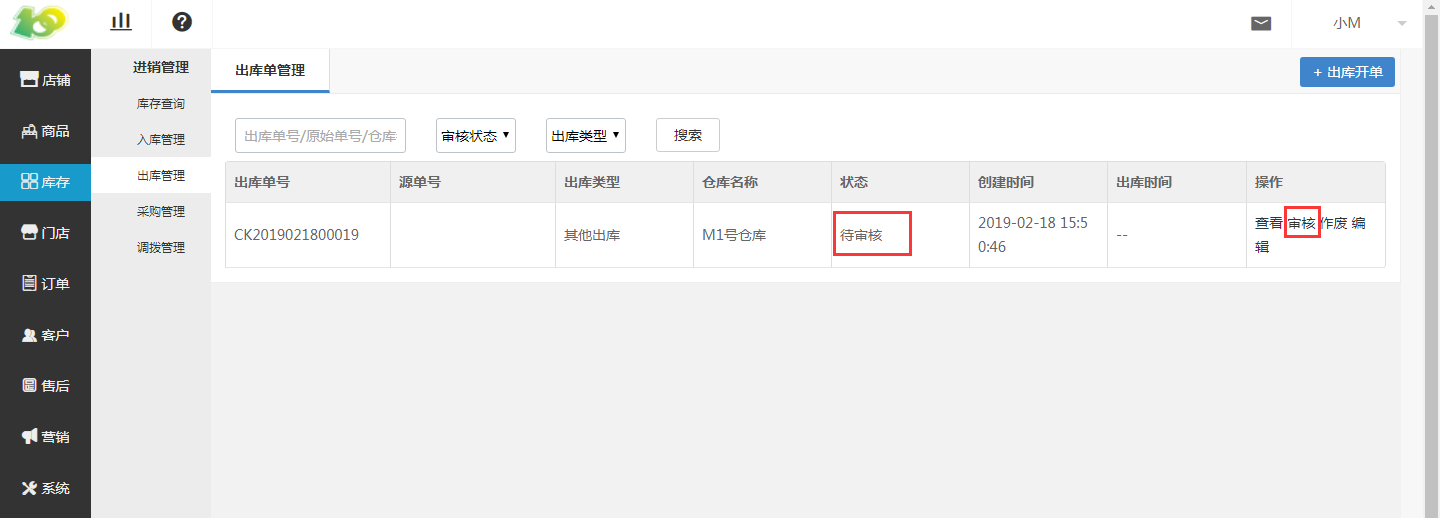 小M
店铺
商品
库存
门店
订单
客户
售后
营销
系统
进销管理
库存查询
入库管理
出库管理
采购管理
调拨管理
出库单管理
+ 出库开单
出库单号/原始单号/仓库
审核状态 出库类型 搜索
出库单号 源单号 出库类型 仓库名称 状态 创建时间 出库时间 操作
CK2019021800019 其他出库 M1号仓库 待审核 2019-02-18 15:5 -- 查看 审核 作废 编
0:46 辑